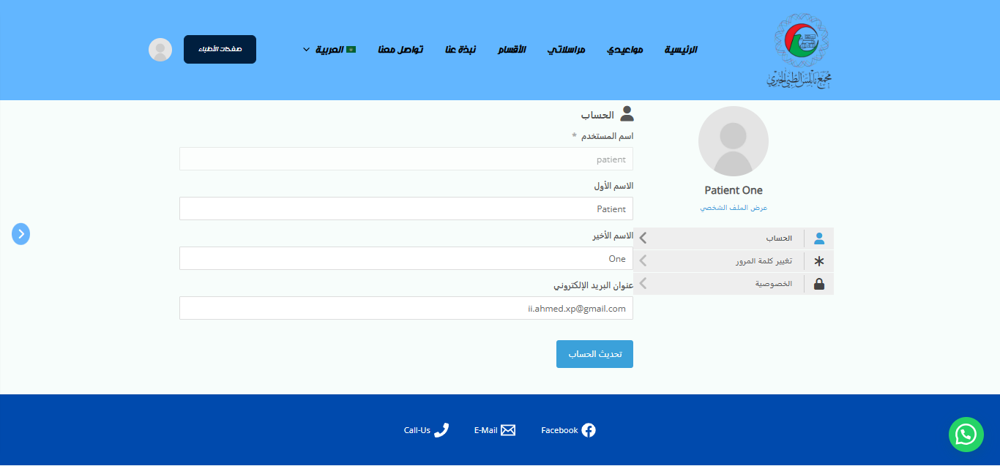 مجمع نابلس الطبي الخيري
الرئيسية
مواعيدي
مراسلاتي
الأقسام
نبذة عنا
تواصل معنا
العربية
صفحات الأطباء
Patient One
عرض الملف الشخصي
الحساب
تغيير كلمة المرور
الخصوصية
الحساب
اسم المستخدم *
patient
الاسم الأول
Patient
الاسم الأخير
One
عنوان البريد الإلكتروني
ii.ahmed.xp@gmail.com
تحديث الحساب
Facebook
E-Mail
Call-Us